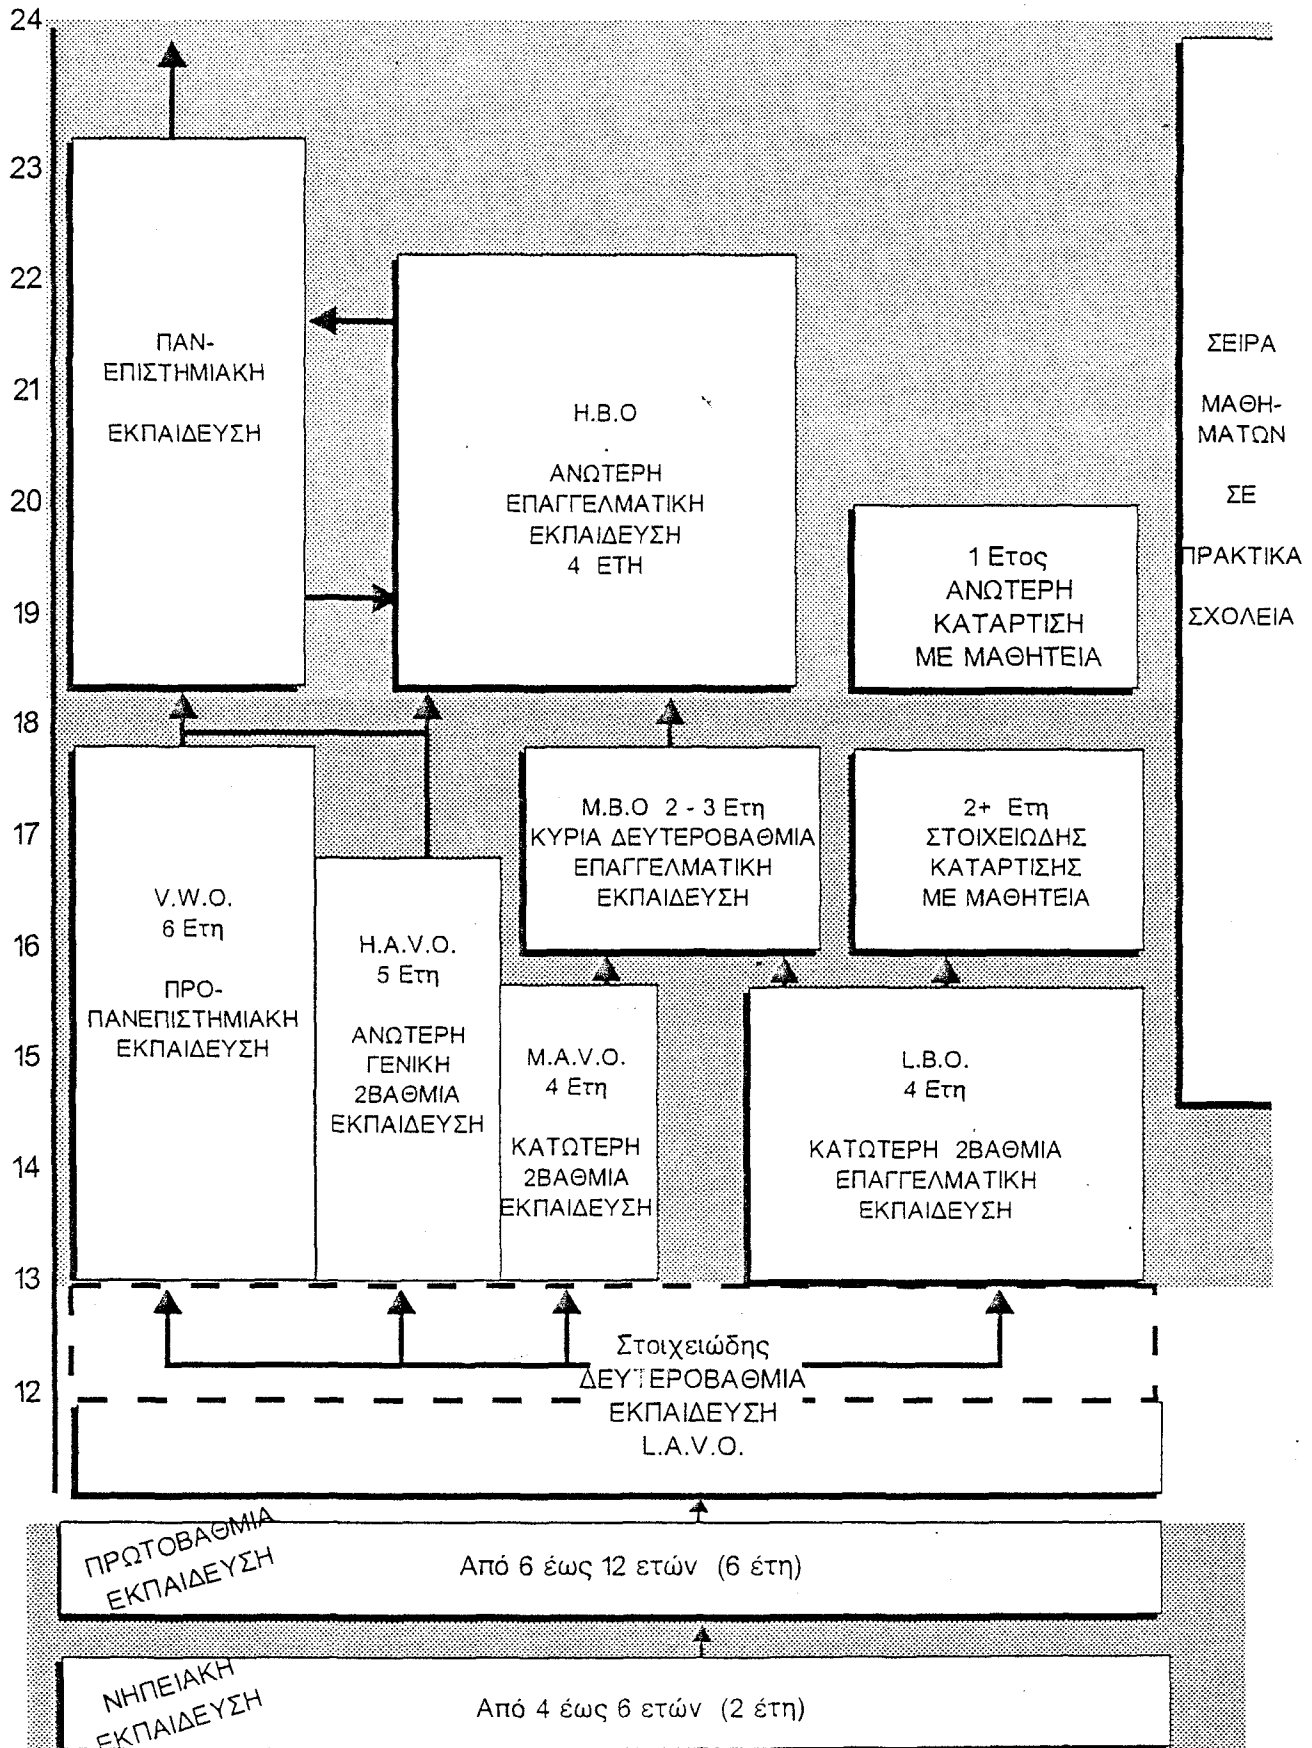 24
23
22
21
20
19
18
17
16
15
14
13
12
ΠΑΝ-
ΕΠΙΣΤΗΜΙΑΚΗ
ΕΚΠΑΙΔΕΥΣΗ
Η.Β.Ο
ΑΝΩΤΕΡΗ
ΕΠΑΓΓΕΛΜΑΤΙΚΗ
ΕΚΠΑΙΔΕΥΣΗ
4 ΕΤΗ
1 Ετος
ΑΝΩΤΕΡΗ
ΚΑΤΑΡΤΙΣΗ
ΜΕ ΜΑΘΗΤΕΙΑ
ΣΕΙΡΑ
ΜΑΘΗ-
ΜΑΤΩΝ
ΣΕ
ΠΡΑΚΤΙΚΑ
ΣΧΟΛΕΙΑ
V.W.O.
6 Ετη
ΠΡΟ-
ΠΑΝΕΠΙΣΤΗΜΙΑΚΗ
ΕΚΠΑΙΔΕΥΣΗ
H.A.V.O.
5 Ετη
ΑΝΩΤΕΡΗ
ΓΕΝΙΚΗ
2ΒΑΘΜΙΑ
ΕΚΠΑΙΔΕΥΣΗ
M.B.O 2 - 3 Ετη
ΚΥΡΙΑ ΔΕΥΤΕΡΟΒΑΘΜΙΑ
ΕΠΑΓΓΕΛΜΑΤΙΚΗ
ΕΚΠΑΙΔΕΥΣΗ
2+ Ετη
ΣΤΟΙΧΕΙΩΔΗΣ
ΚΑΤΑΡΤΙΣΗΣ
ΜΕ ΜΑΘΗΤΕΙΑ
M.A.V.O.
4 Ετη
ΚΑΤΩΤΕΡΗ
2ΒΑΘΜΙΑ
ΕΚΠΑΙΔΕΥΣΗ
L.B.O.
4 Ετη
ΚΑΤΩΤΕΡΗ 2ΒΑΘΜΙΑ
ΕΠΑΓΓΕΛΜΑΤΙΚΗ
ΕΚΠΑΙΔΕΥΣΗ
Στοιχειώδης
ΔΕΥΤΕΡΟΒΑΘΜΙΑ
ΕΚΠΑΙΔΕΥΣΗ
L.A.V.O.
ΠΡΩΤΟΒΑΘΜΙΑ
ΕΚΠΑΙΔΕΥΣΗ
Από 6 έως 12 ετών (6 έτη)
ΝΗΠΕΙΑΚΗ
ΕΚΠΑΙΔΕΥΣΗ
Από 4 έως 6 ετών (2 έτη)